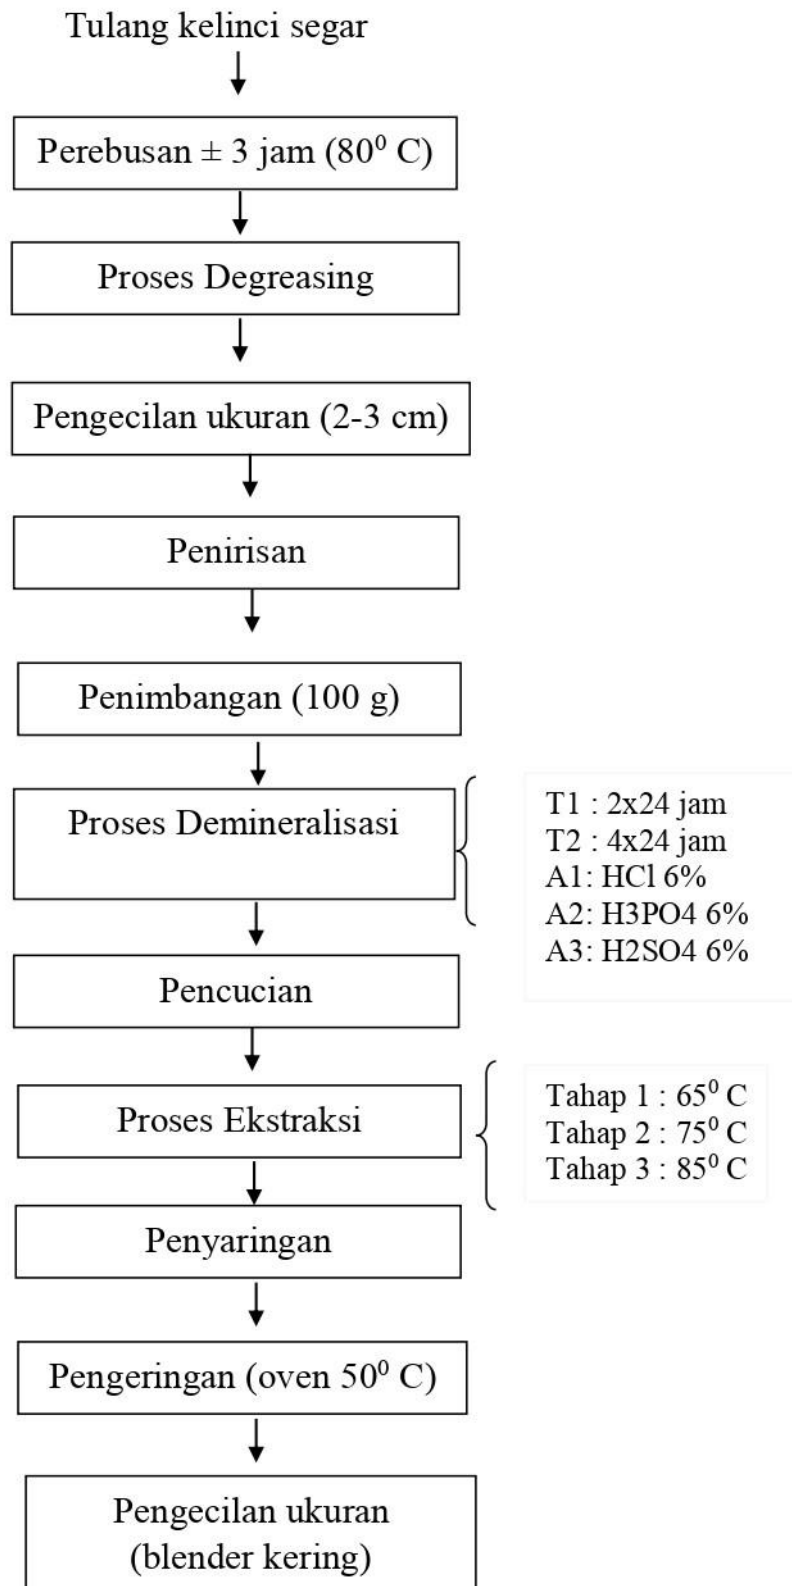 Tulang kelinci segar
Perebusan ± 3 jam (80⁰ C)
Proses Degreasing
Pengecilan ukuran (2-3 cm)
Penirisan
Penimbangan (100 g)
Proses Demineralisasi
T1 : 2x24 jam
T2 : 4x24 jam
A1: HCl 6%
A2: H3PO4 6%
A3: H2SO4 6%
Pencucian
Proses Ekstraksi
Tahap 1 : 65⁰ C
Tahap 2 : 75⁰ C
Tahap 3 : 85⁰ C
Penyaringan
Pengeringan (oven 50⁰ C)
Pengecilan ukuran
(blender kering)